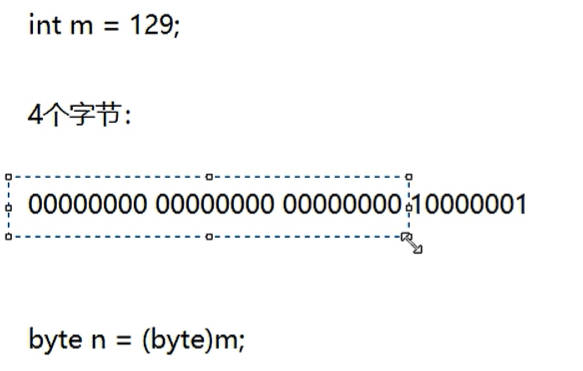 int m = 129;
4个字节：
00000000 00000000 00000000 10000001
byte n = (byte)m;